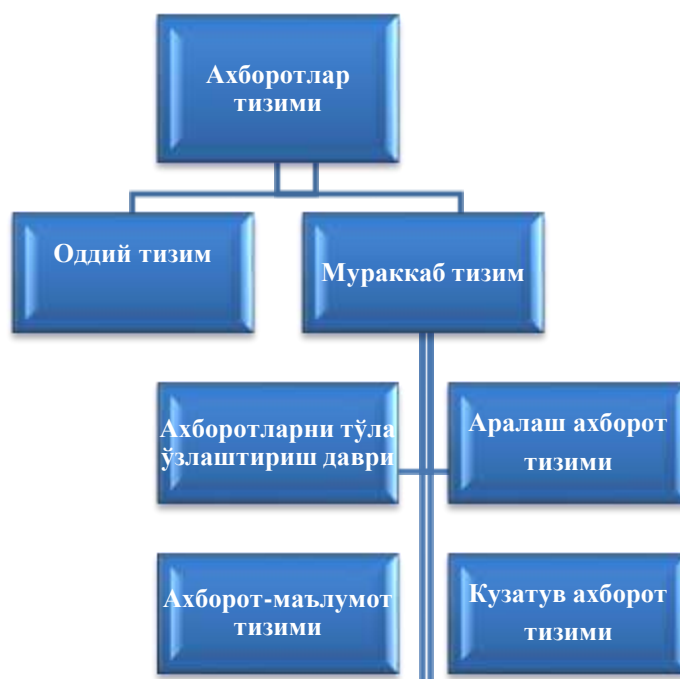 Ахборотлар
тизими
Оддий тизим
Мураккаб тизим
Ахборотларни тўла
ўзлаштириш даври
Аралаш ахборот
тизими
Ахборот-маълумот
тизими
Кузатув ахборот
тизими